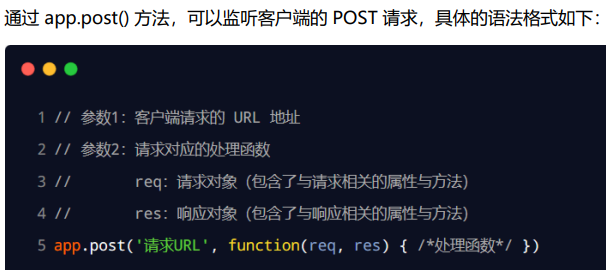 通过 app.post() 方法，可以监听客户端的 POST 请求，具体的语法格式如下：
1 // 参数1：客户端请求的 URL 地址
2 // 参数2：请求对应的处理函数
3 //       req：请求对象（包含了与请求相关的属性与方法）
4 //       res：响应对象（包含了与响应相关的属性与方法）
5 app.post('请求URL', function(req, res) { /*处理函数*/ })